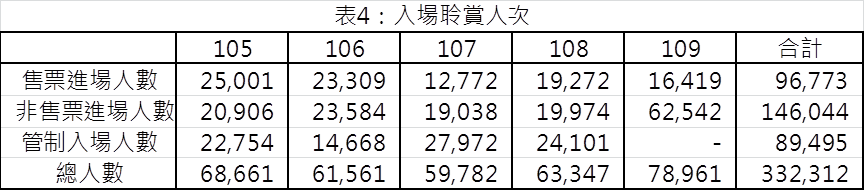 表4：入場聆賞人次
105 106 107 108 109 合計
售票進場人數 25,001 23,309 12,772 19,272 16,419 96,773
非售票進場人數 20,906 23,584 19,038 19,974 62,542 146,044
管制入場人數 22,754 14,668 27,972 24,101 - 89,495
總人數 68,661 61,561 59,782 63,347 78,961 332,312